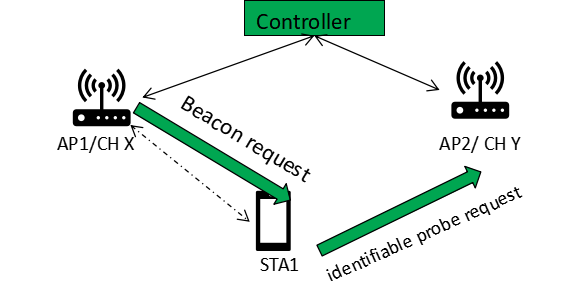 Controller
AP1/CH X
Beacon request
AP2/ CH Y
STA1
identifiable probe request